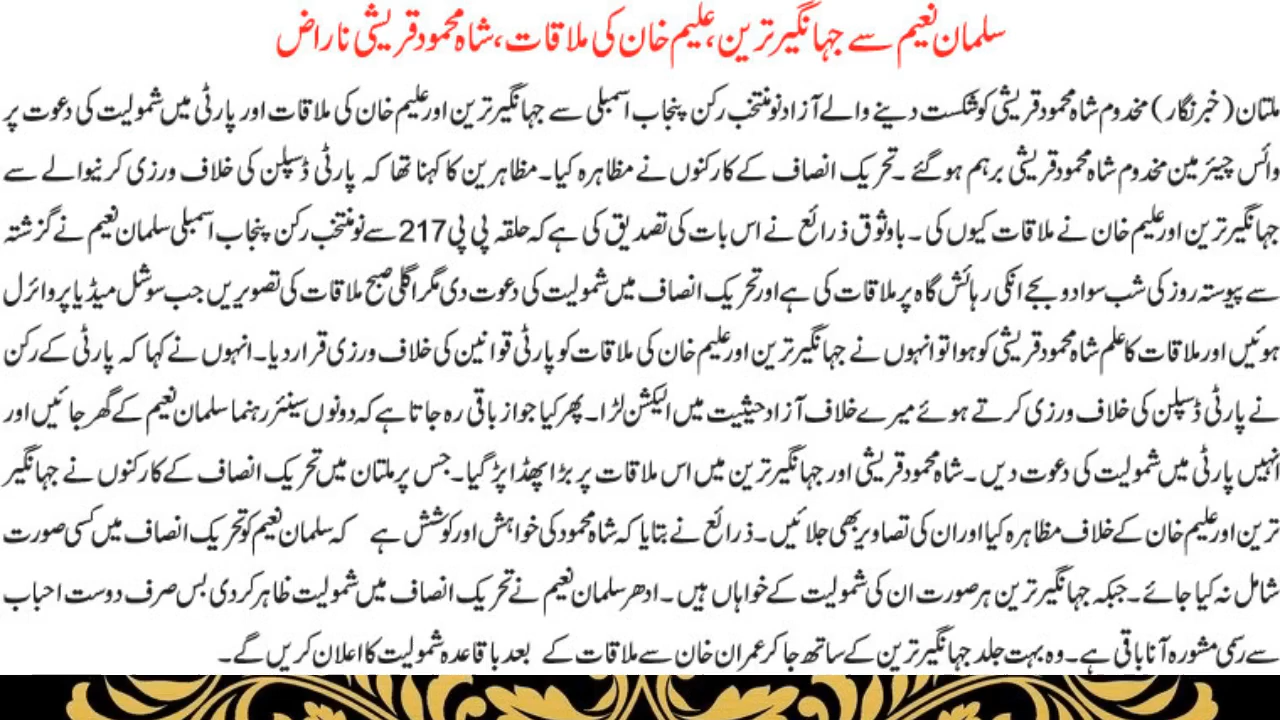 سلمان نعیم سے جہانگیر ترین، علیم خان کی ملاقات، شاہ محمود قریشی ناراض
ملتان (خبر نگار) مخدوم شاہ محمود قریشی کو شکست دینے والے آزاد نو منتخب رکن پنجاب اسمبلی سے جہانگیر ترین اور علیم خان کی ملاقات اور پارٹی میں شمولیت کی دعوت پر
وائس چیئر مین مخدوم شاہ محمود قریشی برہم ہو گئے ۔ تحریک انصاف کے کارکنوں نے مظاہرہ کیا۔ مظاہرین کا کہنا تھا کہ پارٹی ڈسپلن کی خلاف ورزی کرنیوالے سے
جہانگیر ترین اور علیم خان نے ملاقات کیوں کی ۔ باوثوق ذرائع نے اس بات کی تصدیق کی ہے کہ حلقہ پی پی 217 سے نو منتخب رکن پنجاب اسمبلی سلمان نعیم نے گزشتہ
سے پیوستہ روز کی شب سوا دو بجے انکی رہائش گاہ پر ملاقات کی ہے اور تحریک انصاف میں شمولیت کی دعوت دی مگر اگلی صبح ملاقات کی تصویریں جب سوشل میڈیا پر وائرل
ہوئیں اور ملاقات کا علم شاہ محمود قریشی کو ہوا تو انہوں نے جہانگیر ترین اور علیم خان کی ملاقات کو پارٹی قوانین کی خلاف ورزی قرار دیا۔ انہوں نے کہا کہ پارٹی کے رکن
نے پارٹی ڈسپلن کی خلاف ورزی کرتے ہوئے میرے خلاف آزاد حیثیت میں الیکشن لڑا۔ پھر کیا جواز باقی رہ جاتا ہے کہ دونوں سینئر رہنما سلمان نعیم کے گھر جائیں اور
انہیں پارٹی میں شمولیت کی دعوت دیں ۔ شاہ محمود قریشی اور جہانگیر ترین میں اس ملاقات پر بڑا پھڈا پڑ گیا۔ جس پر ملتان میں تحریک انصاف کے کارکنوں نے جہانگیر
ترین اور علیم خان کے خلاف مظاہرہ کیا اور ان کی تصاویر بھی جلائیں ۔ ذرائع نے بتایا کہ شاہ محمود کی خواہش اور کوشش ہے کہ سلمان نعیم کو تحریک انصاف میں کسی صورت
شامل نہ کیا جائے ۔ جبکہ جہانگیر ترین ہر صورت ان کی شمولیت کے خواہاں ہیں ۔ ادھر سلمان نعیم نے تحریک انصاف میں شمولیت ظاہر کر دی بس صرف دوست احباب
سے رسمی مشورہ آنا باقی ہے ۔ وہ بہت جلد جہانگیر ترین کے ساتھ جا کر عمران خان سے ملاقات کے بعد باقاعدہ شمولیت کا اعلان کریں گے ۔